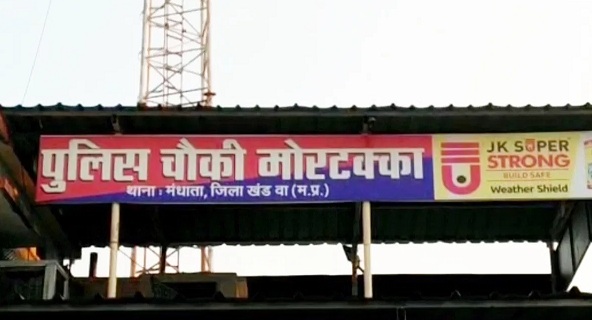 पुलिस चौकी मोरटक्का
थाना : मंधाता, जिला खंड वा (म.प्र.)
JK SUPER
STRONG
BUILD SAFE
Weather Shield